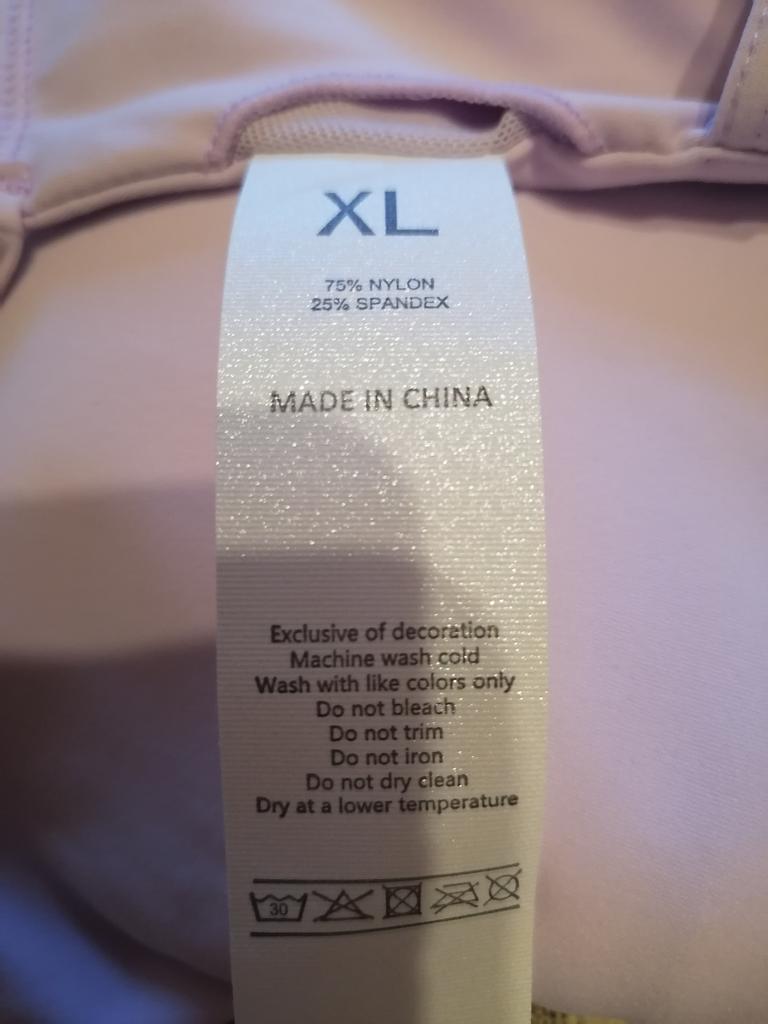 XL
75% NYLON
25% SPANDEX
MADE IN CHINA
Exclusive of decoration
Machine wash cold
Wash with like colors only
Do not bleach
Do not trim
Do not iron
Do not dry clean
Dry at a lower temperature
30